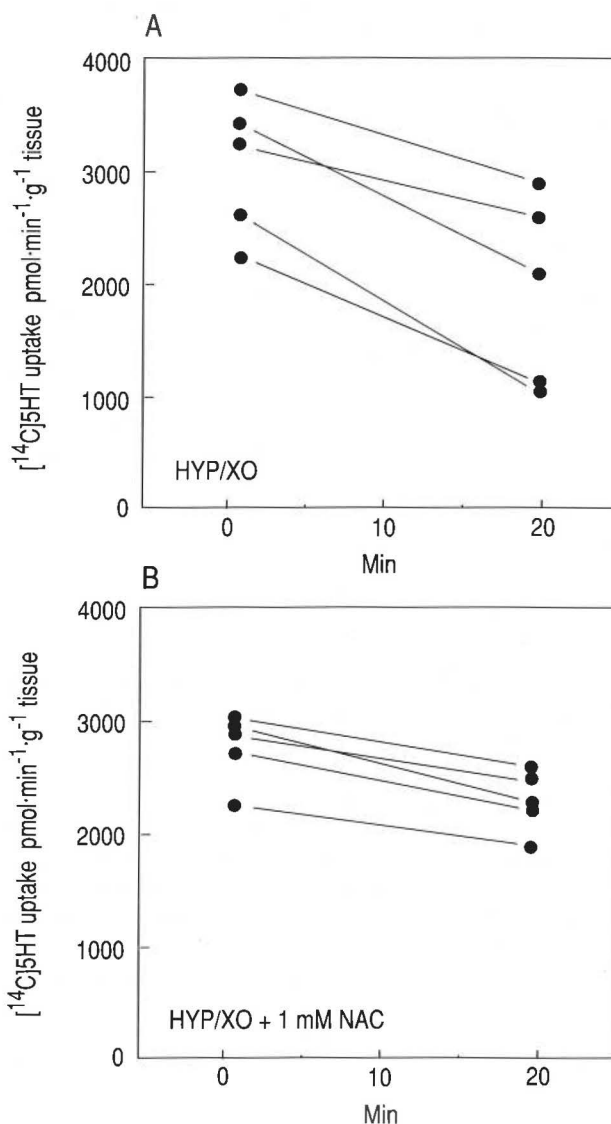 A
[¹⁴C]5HT uptake pmol·min⁻¹·g⁻¹ tissue
4000
3000
2000
1000
0
HYP/XO
0 10 20
Min
B
[¹⁴C]5HT uptake pmol·min⁻¹·g⁻¹ tissue
4000
3000
2000
1000
0
HYP/XO + 1 mM NAC
0 10 20
Min